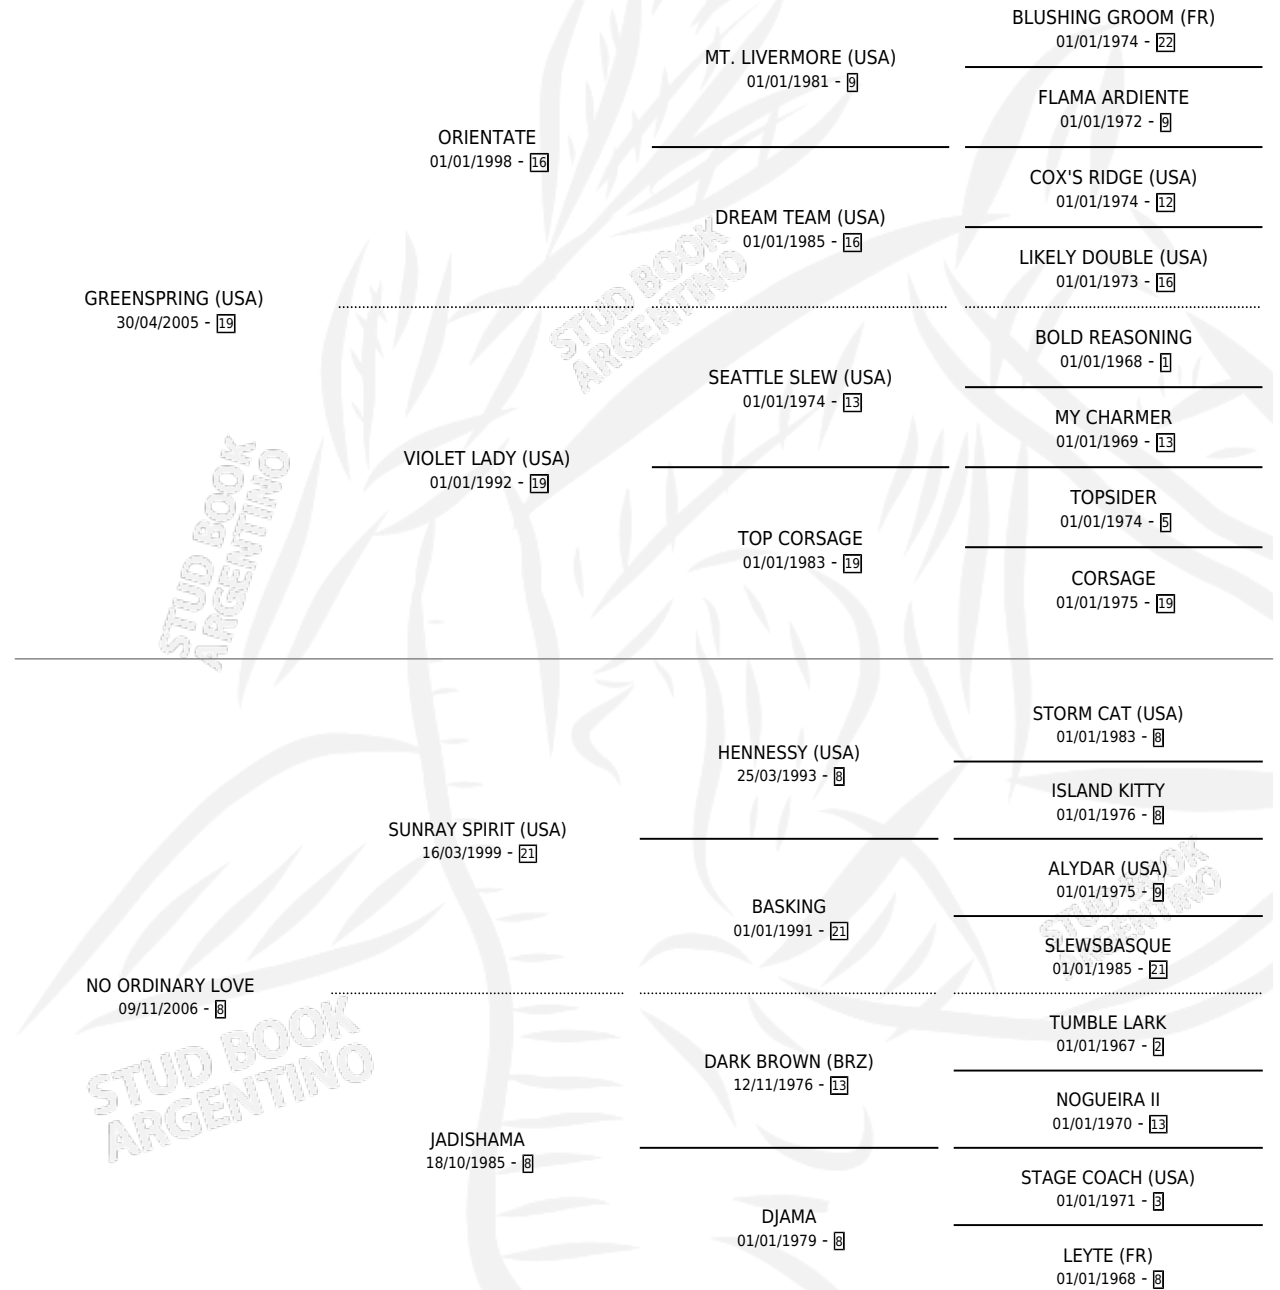 BLUSHING GROOM (FR)
01/01/1974 - 22
MT. LIVERMORE (USA)
01/01/1981 - 9
FLAMA ARDIENTE
01/01/1972 - 9
ORIENTATE
01/01/1998 - 16
COX'S RIDGE (USA)
01/01/1974 - 12
DREAM TEAM (USA)
01/01/1985 - 16
LIKELY DOUBLE (USA)
01/01/1973 - 16
GREENSPRING (USA)
30/04/2005 - 19
STUD BOOK
ARGENTINO
BOLD REASONING
01/01/1968 - 1
SEATTLE SLEW (USA)
01/01/1974 - 13
MY CHARMER
01/01/1969 - 13
VIOLET LADY (USA)
01/01/1992 - 19
TOPSIDER
01/01/1974 - 5
TOP CORSAGE
01/01/1983 - 19
CORSAGE
01/01/1975 - 19
STUD BOOK
ARGENTINO
STORM CAT (USA)
01/01/1983 - 8
HENNESSY (USA)
25/03/1993 - 8
ISLAND KITTY
01/01/1976 - 8
SUNRAY SPIRIT (USA)
16/03/1999 - 21
ALYDAR (USA)
01/01/1975 - 9
BASKING
01/01/1991 - 21
STUD BOOK
ARGENTINO
SLEWSBASQUE
01/01/1985 - 21
NO ORDINARY LOVE
09/11/2006 - 8
STUD BOOK
ARGENTINO
TUMBLE LARK
01/01/1967 - 2
DARK BROWN (BRZ)
12/11/1976 - 13
NOGUEIRA II
01/01/1970 - 13
JADISHAMA
18/10/1985 - 8
STAGE COACH (USA)
01/01/1971 - 3
DJAMA
01/01/1979 - 8
LEYTE (FR)
01/01/1968 - 8